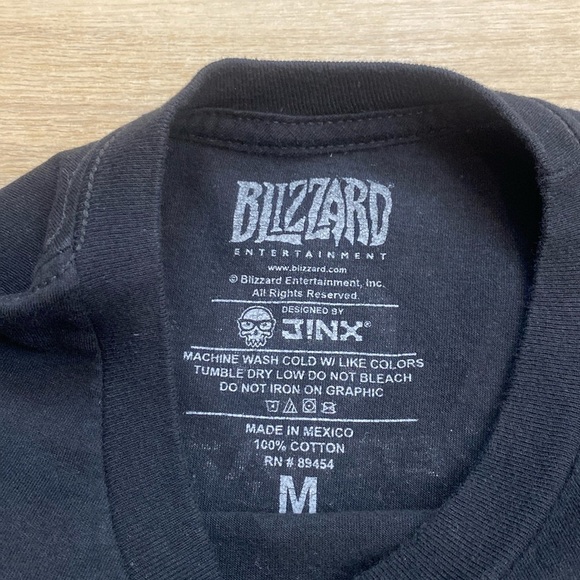 BLIZZARD
ENTERTAINMENT
www.blizzard.com
© Blizzard Entertainment, Inc.
All Rights Reserved.
DESIGNED BY
J!NX®
MACHINE WASH COLD W/ LIKE COLORS
TUMBLE DRY LOW DO NOT BLEACH
DO NOT IRON ON GRAPHIC
MADE IN MEXICO
100% COTTON
RN # 89454
M